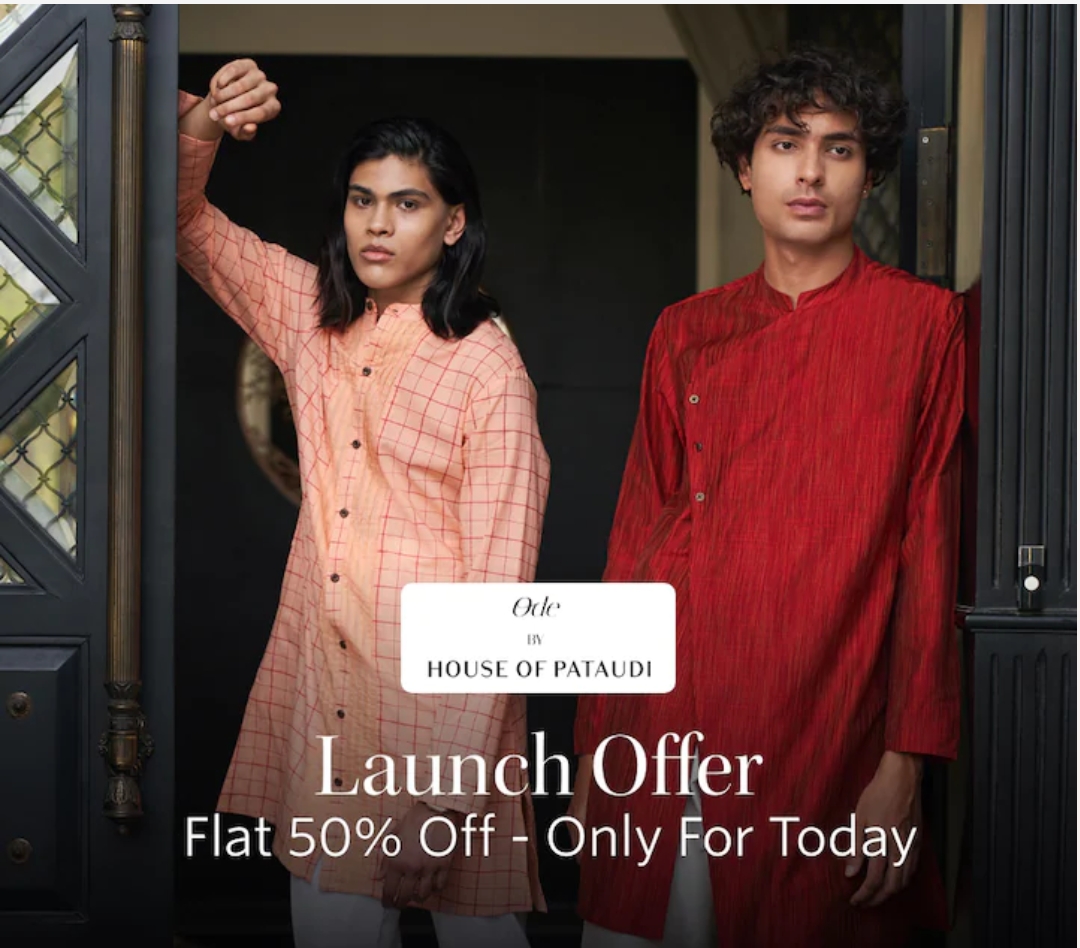 Ode
BY
HOUSE OF PATAUDI
Launch Offer
Flat 50% Off - Only For Today